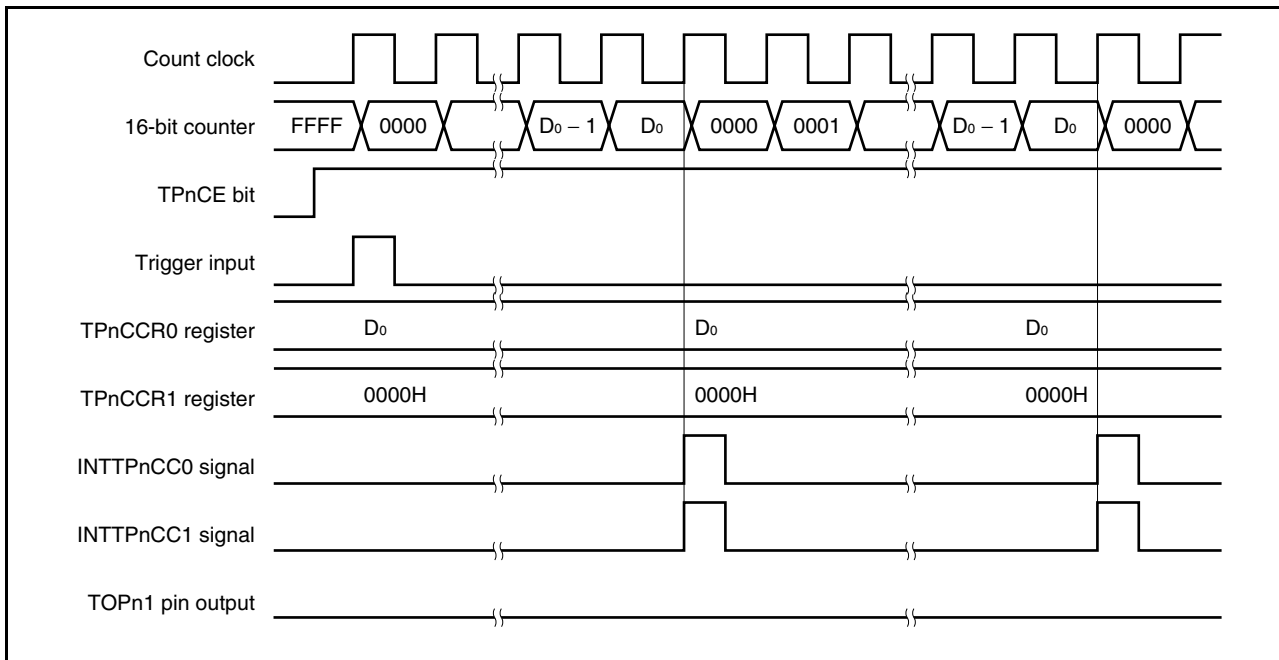 Count clock
16-bit counter FFFF 0000 D₀ − 1 D₀ 0000 0001 D₀ − 1 D₀ 0000
TPnCE bit
Trigger input
TPnCCR0 register D₀ D₀ D₀
TPnCCR1 register 0000H 0000H 0000H
INTTPnCC0 signal
INTTPnCC1 signal
TOPn1 pin output